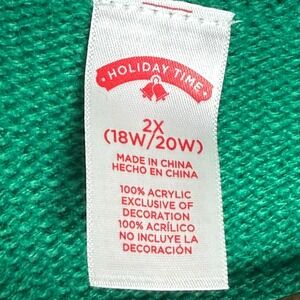 HOLIDAY TIME
2X
(18W/20W)
MADE IN CHINA
HECHO EN CHINA
100% ACRYLIC
EXCLUSIVE OF
DECORATION
100% ACRÍLICO
NO INCLUYE LA
DECORACIÓN